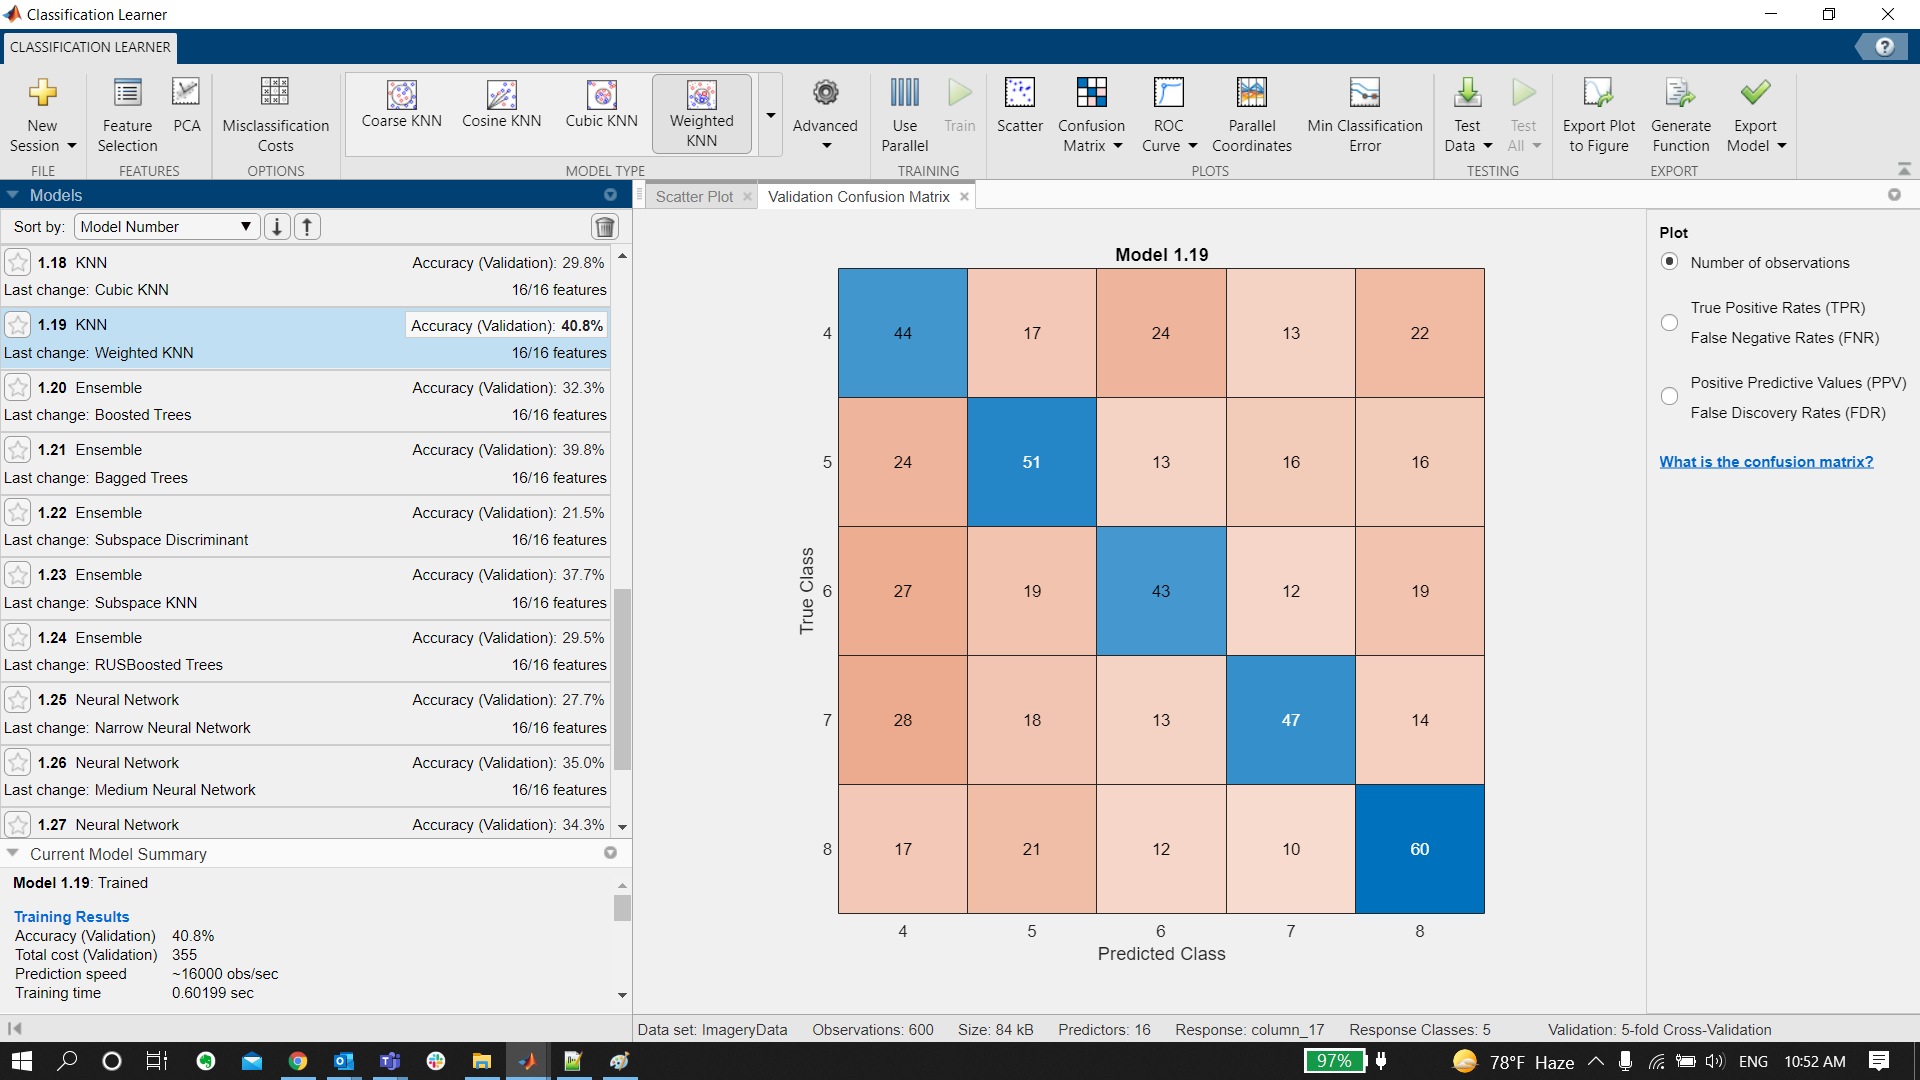 Classification Learner
CLASSIFICATION LEARNER
New Session
Feature Selection
PCA
Misclassification Costs
Coarse KNN
Cosine KNN
Cubic KNN
Weighted KNN
Advanced
Use Parallel
Train
Scatter
Confusion Matrix
ROC Curve
Parallel Coordinates
Min Classification Error
Test Data
Test All
Export Plot to Figure
Generate Function
Export Model
FILE FEATURES OPTIONS MODEL TYPE TRAINING PLOTS TESTING EXPORT
Models
Sort by: Model Number
1.18 KNN Accuracy (Validation): 29.8%
Last change: Cubic KNN 16/16 features
1.19 KNN Accuracy (Validation): 40.8%
Last change: Weighted KNN 16/16 features
1.20 Ensemble Accuracy (Validation): 32.3%
Last change: Boosted Trees 16/16 features
1.21 Ensemble Accuracy (Validation): 39.8%
Last change: Bagged Trees 16/16 features
1.22 Ensemble Accuracy (Validation): 21.5%
Last change: Subspace Discriminant 16/16 features
1.23 Ensemble Accuracy (Validation): 37.7%
Last change: Subspace KNN 16/16 features
1.24 Ensemble Accuracy (Validation): 29.5%
Last change: RUSBoosted Trees 16/16 features
1.25 Neural Network Accuracy (Validation): 27.7%
Last change: Narrow Neural Network 16/16 features
1.26 Neural Network Accuracy (Validation): 35.0%
Last change: Medium Neural Network 16/16 features
1.27 Neural Network Accuracy (Validation): 34.3%
Current Model Summary
Model 1.19: Trained
Training Results
Accuracy (Validation) 40.8%
Total cost (Validation) 355
Prediction speed ~16000 obs/sec
Training time 0.60199 sec
Scatter Plot Validation Confusion Matrix
Model 1.19
True Class
4 44 17 24 13 22
5 24 51 13 16 16
6 27 19 43 12 19
7 28 18 13 47 14
8 17 21 12 10 60
4 5 6 7 8
Predicted Class
Plot
Number of observations
True Positive Rates (TPR)
False Negative Rates (FNR)
Positive Predictive Values (PPV)
False Discovery Rates (FDR)
What is the confusion matrix?
Data set: ImageryData Observations: 600 Size: 84 kB Predictors: 16 Response: column_17 Response Classes: 5 Validation: 5-fold Cross-Validation
97% 78°F Haze ENG 10:52 AM